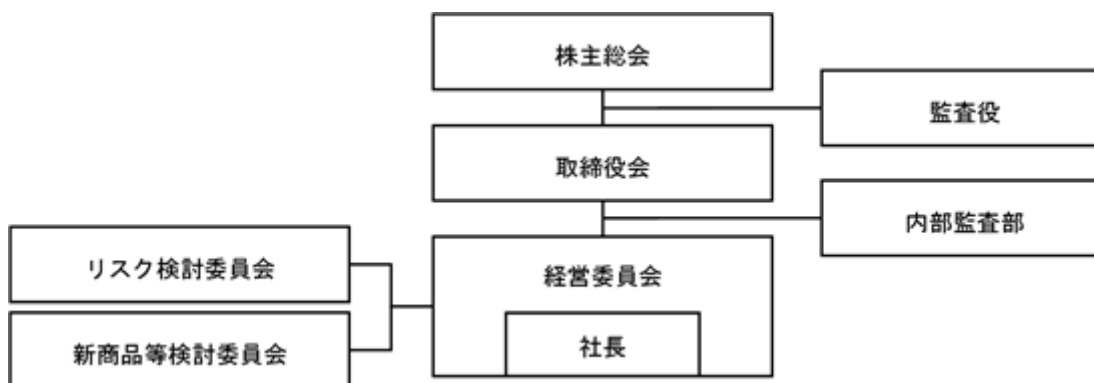 株主総会
監査役
取締役会
内部監査部
リスク検討委員会
経営委員会
新商品等検討委員会
社長